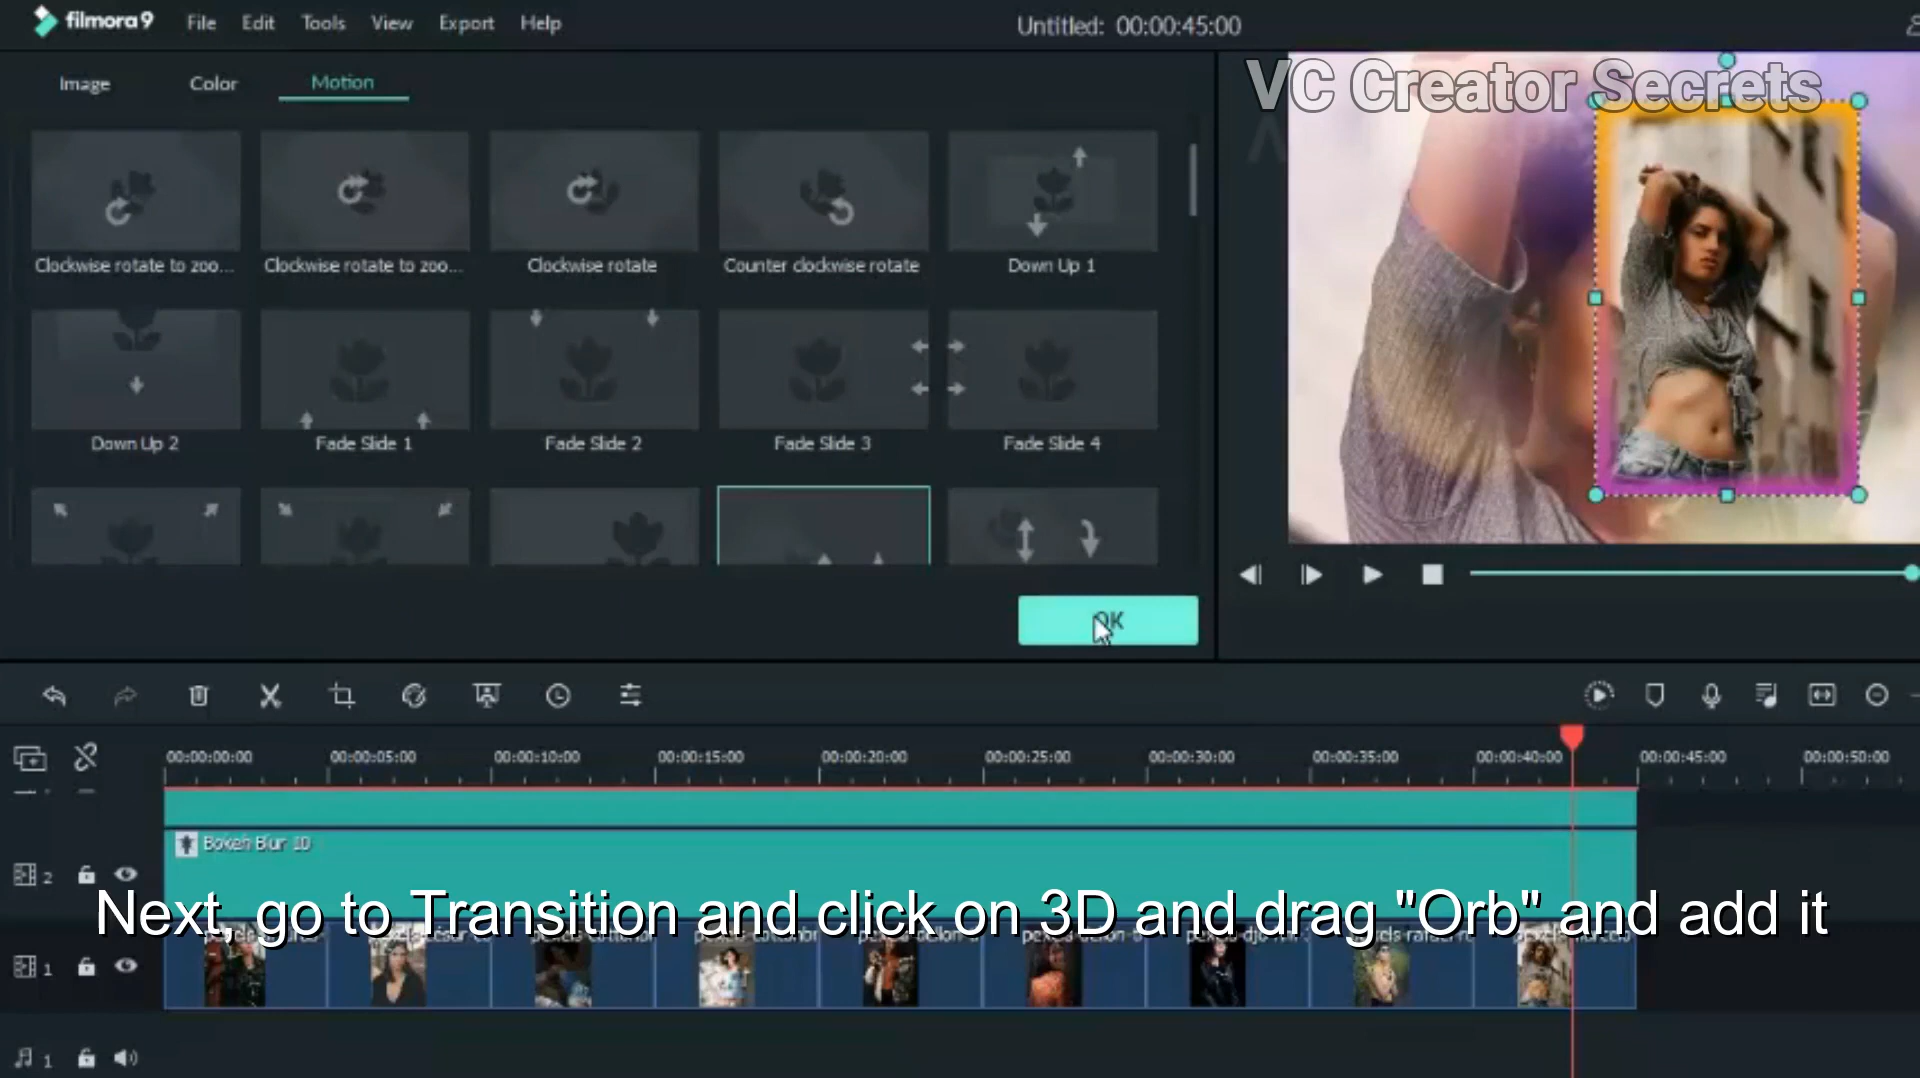 filmora9 File Edit Tools View Export Help Untitled: 00:00:45:00
VC Creator Secrets
Image Color Motion
Clockwise rotate to zoo... Clockwise rotate to zoo... Clockwise rotate Counter clockwise rotate Down Up 1
Down Up 2 Fade Slide 1 Fade Slide 2 Fade Slide 3 Fade Slide 4
OK
00:00:00:00 00:00:05:00 00:00:10:00 00:00:15:00 00:00:20:00 00:00:25:00 00:00:30:00 00:00:35:00 00:00:40:00 00:00:45:00 00:00:50:00
Bokeh Blur 10
2
Next, go to Transition and click on 3D and drag "Orb" and add it
1
1